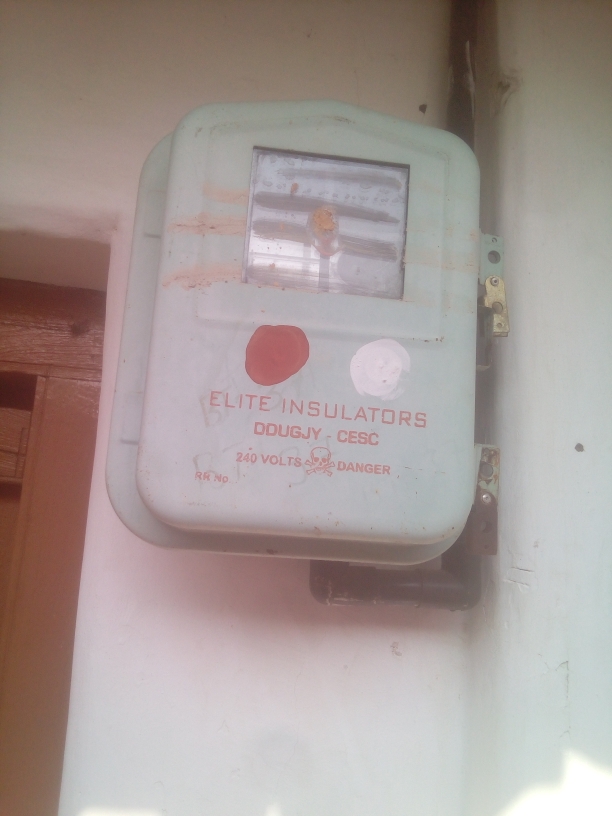 ELITE INSULATORS
DDUGJY CESC
240 VOLTS DANGER
RR No